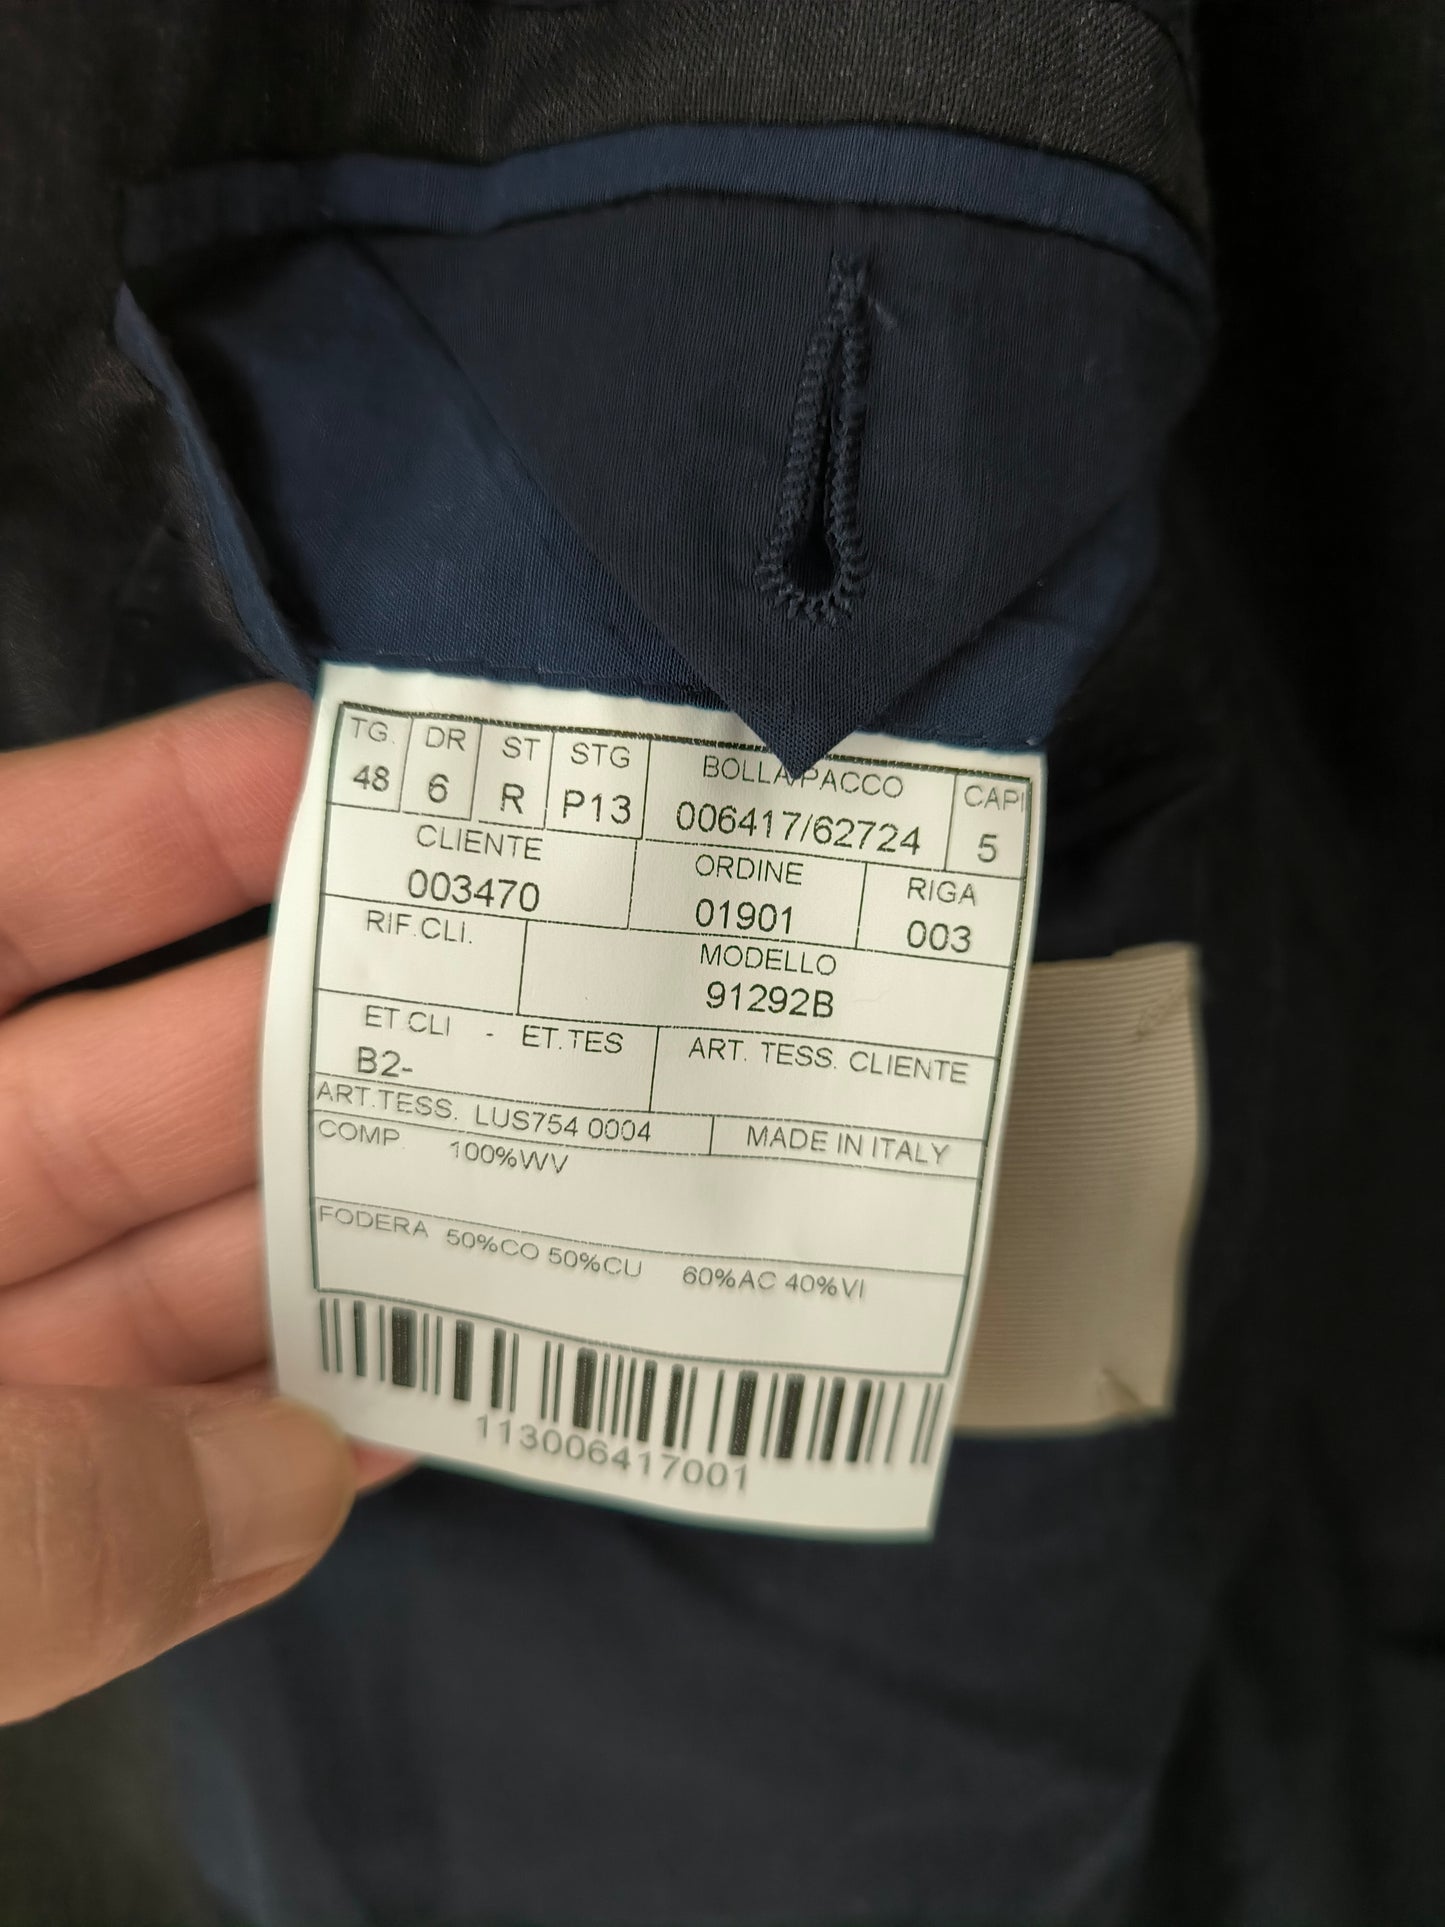 TG. DR ST STG BOLLA/PACCO CAPI
48 6 R P13 006417/62724 5
CLIENTE ORDINE RIGA
003470 01901 003
RIF.CLI. MODELLO
91292B
ET CLI - ET.TES ART. TESS. CLIENTE
B2-
ART.TESS. LUS754 0004 MADE IN ITALY
COMP. 100%WV
FODERA 50%CO 50%CU 60%AC 40%VI
113006417001